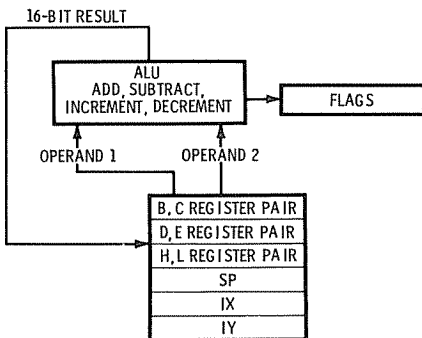 16-BIT RESULT
ALU
ADD, SUBTRACT,
INCREMENT, DECREMENT
FLAGS
OPERAND 1
OPERAND 2
B, C REGISTER PAIR
D, E REGISTER PAIR
H, L REGISTER PAIR
SP
IX
IY